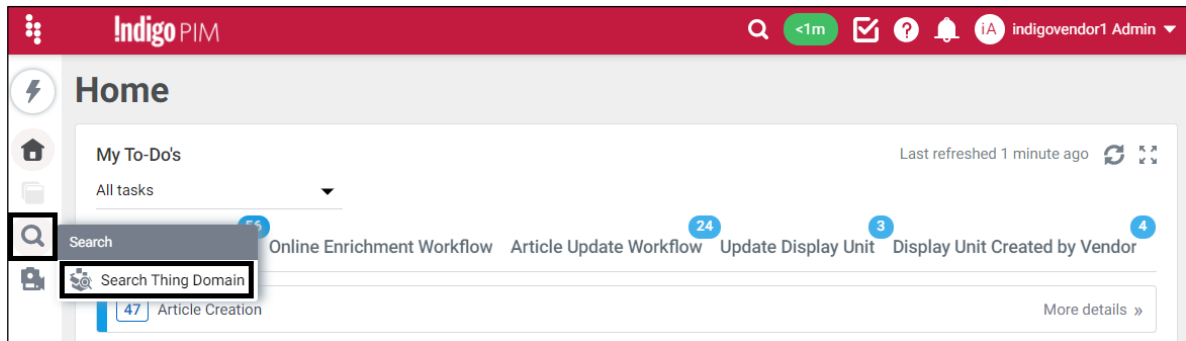 !ndigo PIM
<1m
?
iA
indigovendor1 Admin
Home
My To-Do's
Last refreshed 1 minute ago
All tasks
56
24
3
4
Online Enrichment Workflow
Article Update Workflow
Update Display Unit
Display Unit Created by Vendor
Search
Search Thing Domain
47 Article Creation
More details »